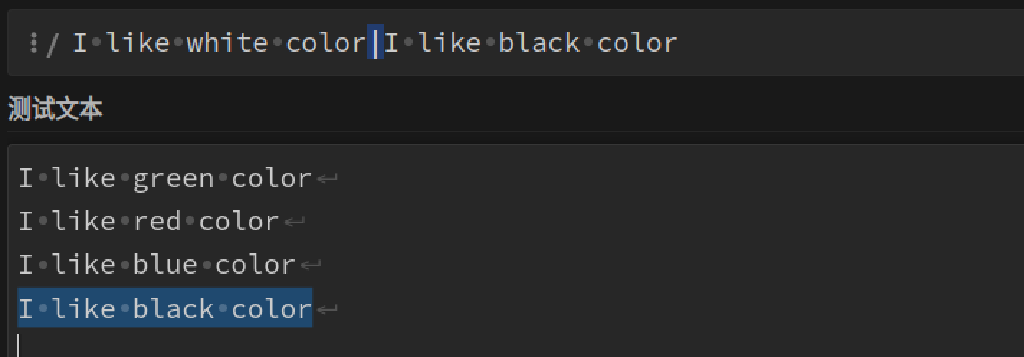 / I like white color|I like black color
测试文本
I like green color
I like red color
I like blue color
I like black color